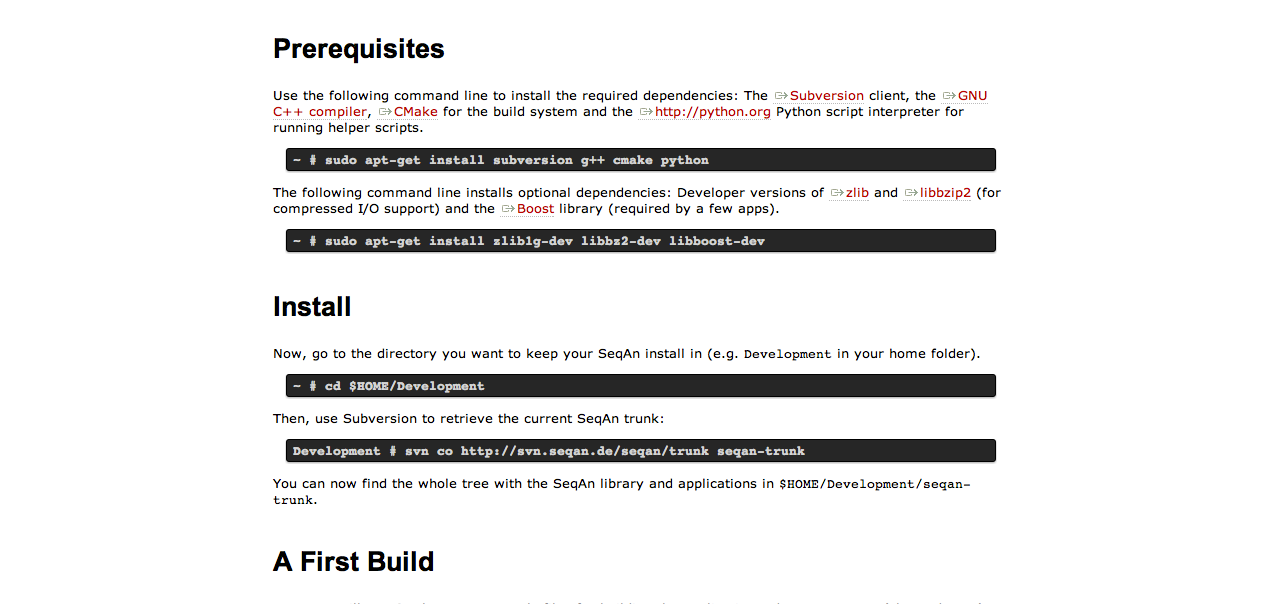 Prerequisites
Use the following command line to install the required dependencies: The Subversion client, the GNU
C++ compiler, CMake for the build system and the http://python.org Python script interpreter for
running helper scripts.
~ # sudo apt-get install subversion g++ cmake python
The following command line installs optional dependencies: Developer versions of zlib and libbzip2 (for
compressed I/O support) and the Boost library (required by a few apps).
~ # sudo apt-get install zlib1g-dev libbz2-dev libboost-dev
Install
Now, go to the directory you want to keep your SeqAn install in (e.g. Development in your home folder).
~ # cd $HOME/Development
Then, use Subversion to retrieve the current SeqAn trunk:
Development # svn co http://svn.seqan.de/seqan/trunk seqan-trunk
You can now find the whole tree with the SeqAn library and applications in $HOME/Development/seqan-
trunk.
A First Build